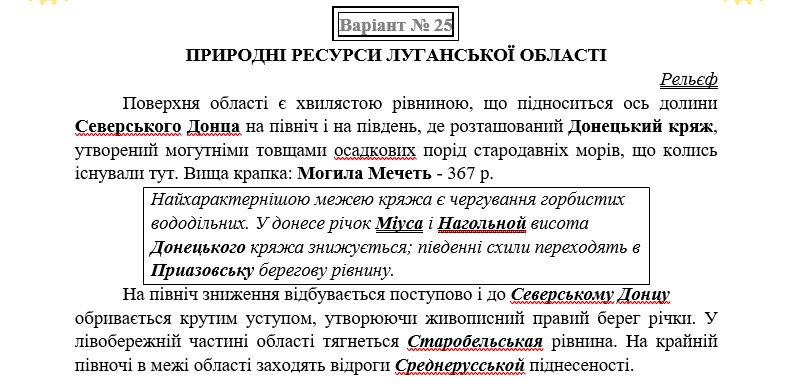 Варіант № 25
ПРИРОДНІ РЕСУРСИ ЛУГАНСЬКОЇ ОБЛАСТІ
Рельєф
Поверхня області є хвилястою рівниною, що підноситься ось долини
Северського Донца на північ і на південь, де розташований Донецький кряж,
утворений могутніми товщами осадкових порід стародавніх морів, що колись
існували тут. Вища крапка: Могила Мечеть - 367 р.
Найхарактернішою межею кряжа є чергування горбистих
вододільних. У донесе річок Міуса і Нагольной висота
Донецького кряжа знижується; південні схили переходять в
Приазовську берегову рівнину.
На північ зниження відбувається поступово і до Северському Донцу
обривається крутим уступом, утворюючи живописний правий берег річки. У
лівобережній частині області тягнеться Старобельская рівнина. На крайній
півночі в межі області заходять відроги Среднерусской піднесеності.